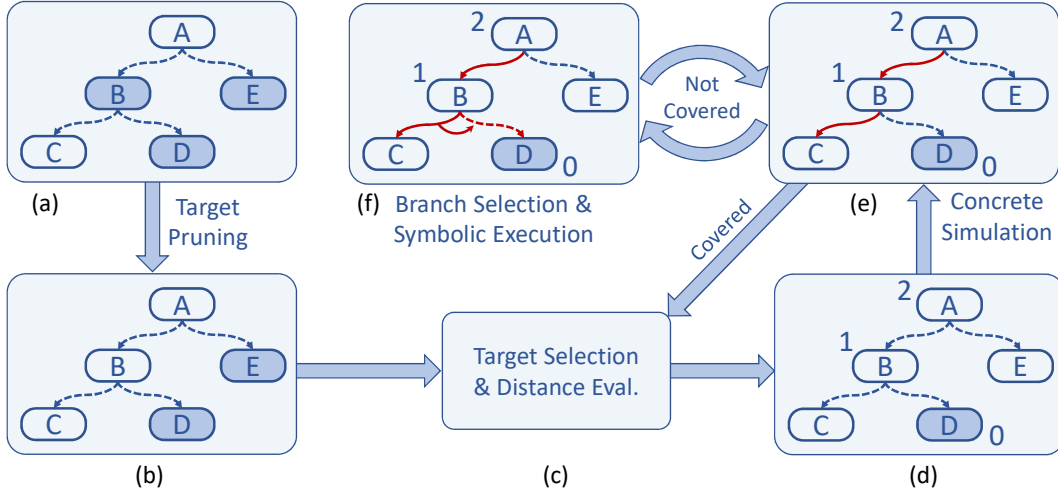 A
B
E
C
D
(a)
Target
Pruning
2
A
1
B
E
C
D
0
(f)
Branch Selection &
Symbolic Execution
Not
Covered
2
A
1
B
E
C
D
0
(e)
Covered
Concrete
Simulation
A
B
E
C
D
(b)
Target Selection
& Distance Eval.
(c)
2
A
1
B
E
C
D
0
(d)